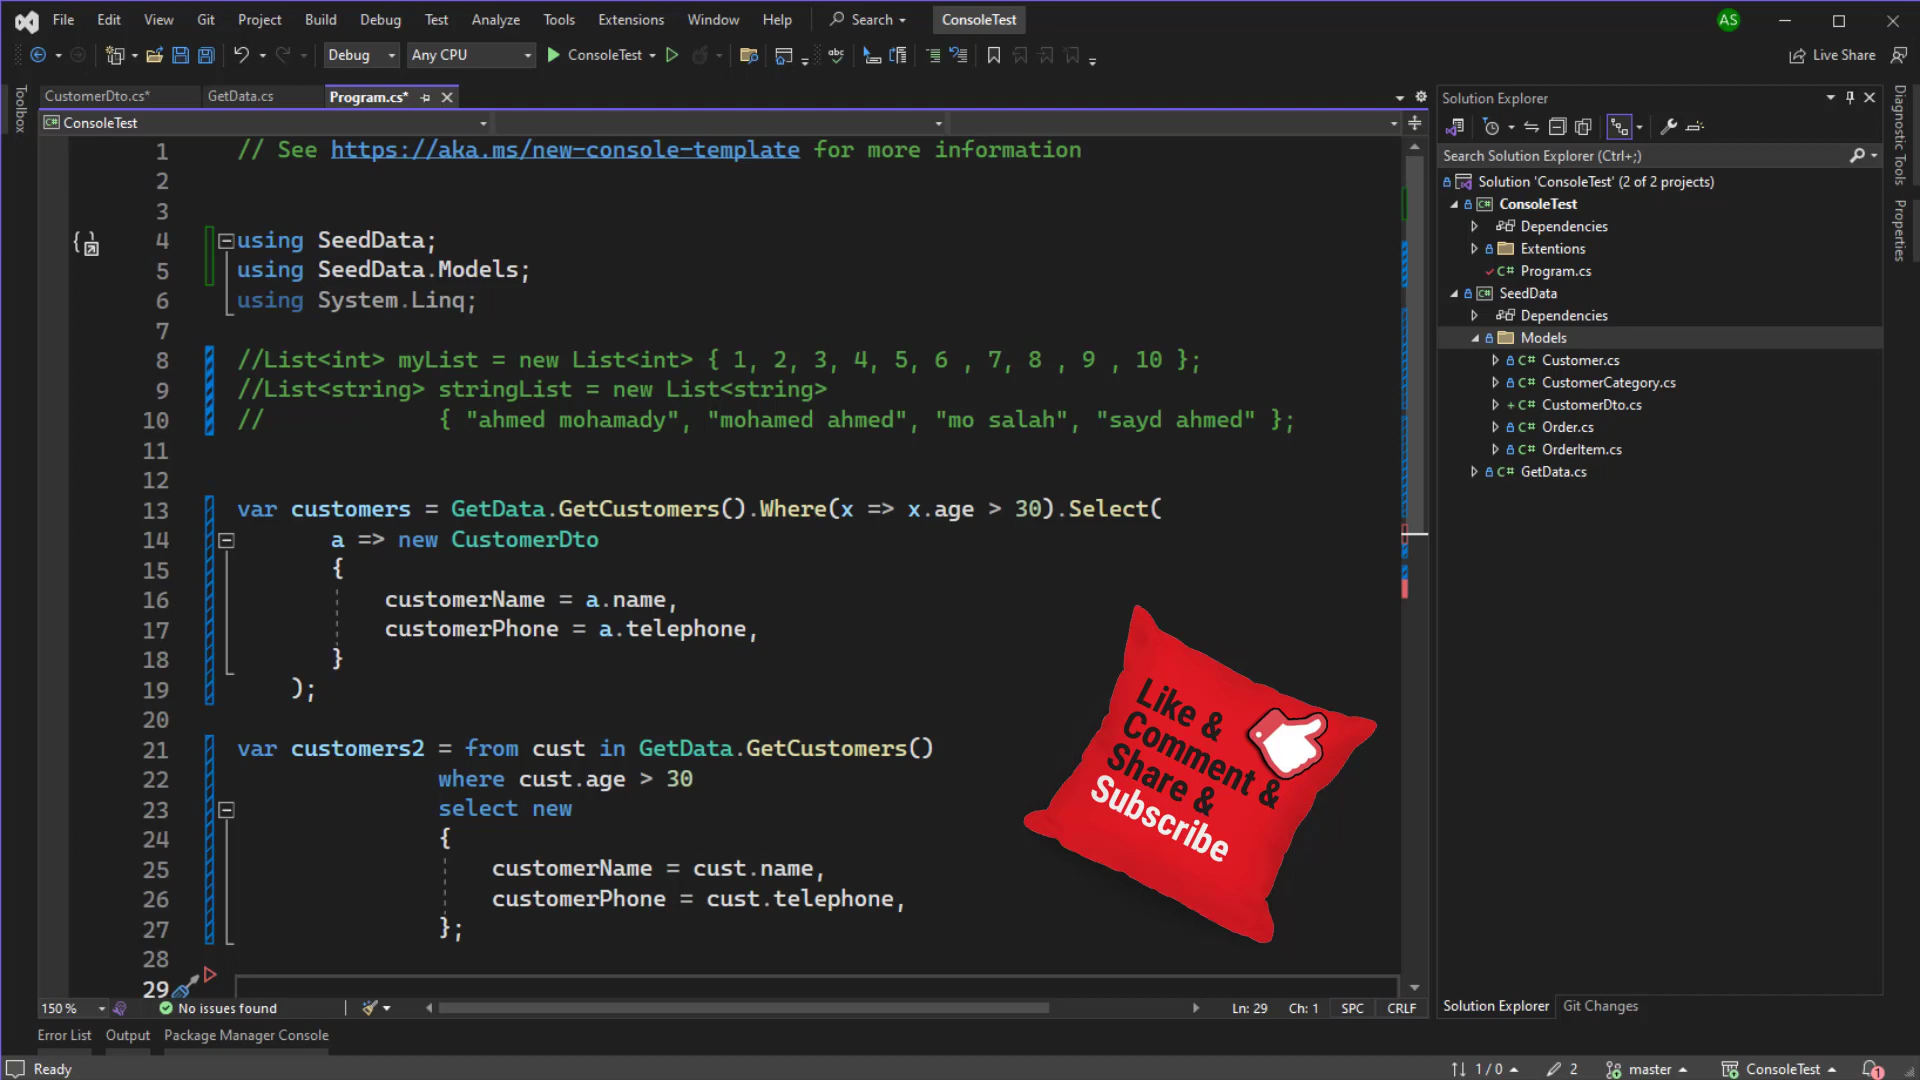 File Edit View Git Project Build Debug Test Analyze Tools Extensions Window Help Search ConsoleTest AS
Debug Any CPU ConsoleTest abc Live Share
Toolbox
CustomerDto.cs* GetData.cs Program.cs*
C# ConsoleTest
1 // See https://aka.ms/new-console-template for more information
2
3
4 using SeedData;
5 using SeedData.Models;
6 using System.Linq;
7
8 //List<int> myList = new List<int> { 1, 2, 3, 4, 5, 6 , 7, 8 , 9 , 10 };
9 //List<string> stringList = new List<string>
10 // { "ahmed mohamady", "mohamed ahmed", "mo salah", "sayd ahmed" };
11
12
13 var customers = GetData.GetCustomers().Where(x => x.age > 30).Select(
14 a => new CustomerDto
15 {
16 customerName = a.name,
17 customerPhone = a.telephone,
18 }
19 );
20
21 var customers2 = from cust in GetData.GetCustomers()
22 where cust.age > 30
23 select new
24 {
25 customerName = cust.name,
26 customerPhone = cust.telephone,
27 };
28
29
Like &
Comment &
Share &
Subscribe
150 % No issues found Ln: 29 Ch: 1 SPC CRLF
Solution Explorer
Search Solution Explorer (Ctrl+;)
Solution 'ConsoleTest' (2 of 2 projects)
C# ConsoleTest
Dependencies
Extentions
C# Program.cs
C# SeedData
Dependencies
Models
C# Customer.cs
C# CustomerCategory.cs
+ C# CustomerDto.cs
C# Order.cs
C# OrderItem.cs
C# GetData.cs
Solution Explorer Git Changes
Diagnostic Tools
Properties
Error List Output Package Manager Console
Ready 1 / 0 2 master ConsoleTest 1